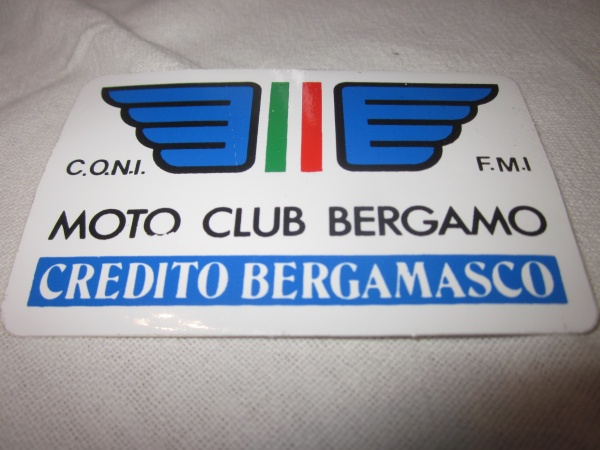 C.O.N.I. F.M.I
MOTO CLUB BERGAMO
CREDITO BERGAMASCO